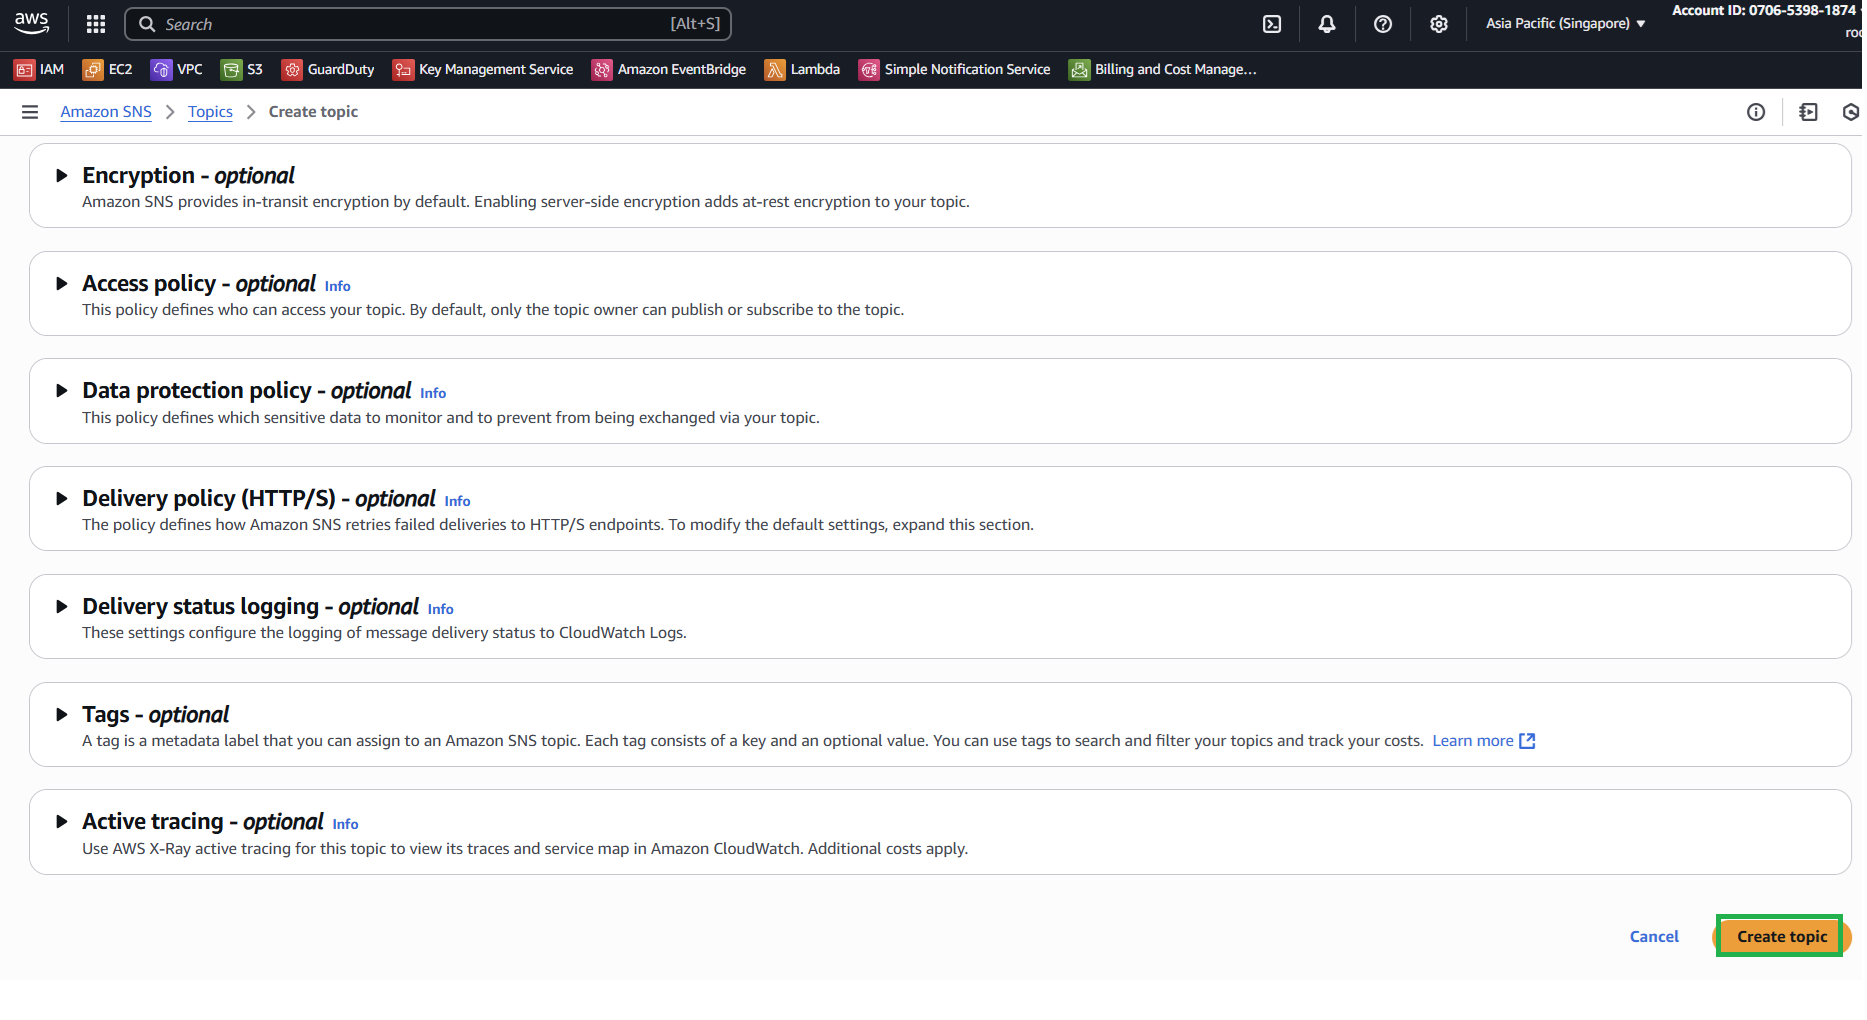 aws
Search [Alt+S]
Asia Pacific (Singapore)
Account ID: 0706-5398-1874
IAM EC2 VPC S3 GuardDuty Key Management Service Amazon EventBridge Lambda Simple Notification Service Billing and Cost Manage...
Amazon SNS Topics Create topic
Encryption - optional
Amazon SNS provides in-transit encryption by default. Enabling server-side encryption adds at-rest encryption to your topic.
Access policy - optional Info
This policy defines who can access your topic. By default, only the topic owner can publish or subscribe to the topic.
Data protection policy - optional Info
This policy defines which sensitive data to monitor and to prevent from being exchanged via your topic.
Delivery policy (HTTP/S) - optional Info
The policy defines how Amazon SNS retries failed deliveries to HTTP/S endpoints. To modify the default settings, expand this section.
Delivery status logging - optional Info
These settings configure the logging of message delivery status to CloudWatch Logs.
Tags - optional
A tag is a metadata label that you can assign to an Amazon SNS topic. Each tag consists of a key and an optional value. You can use tags to search and filter your topics and track your costs. Learn more
Active tracing - optional Info
Use AWS X-Ray active tracing for this topic to view its traces and service map in Amazon CloudWatch. Additional costs apply.
Cancel Create topic